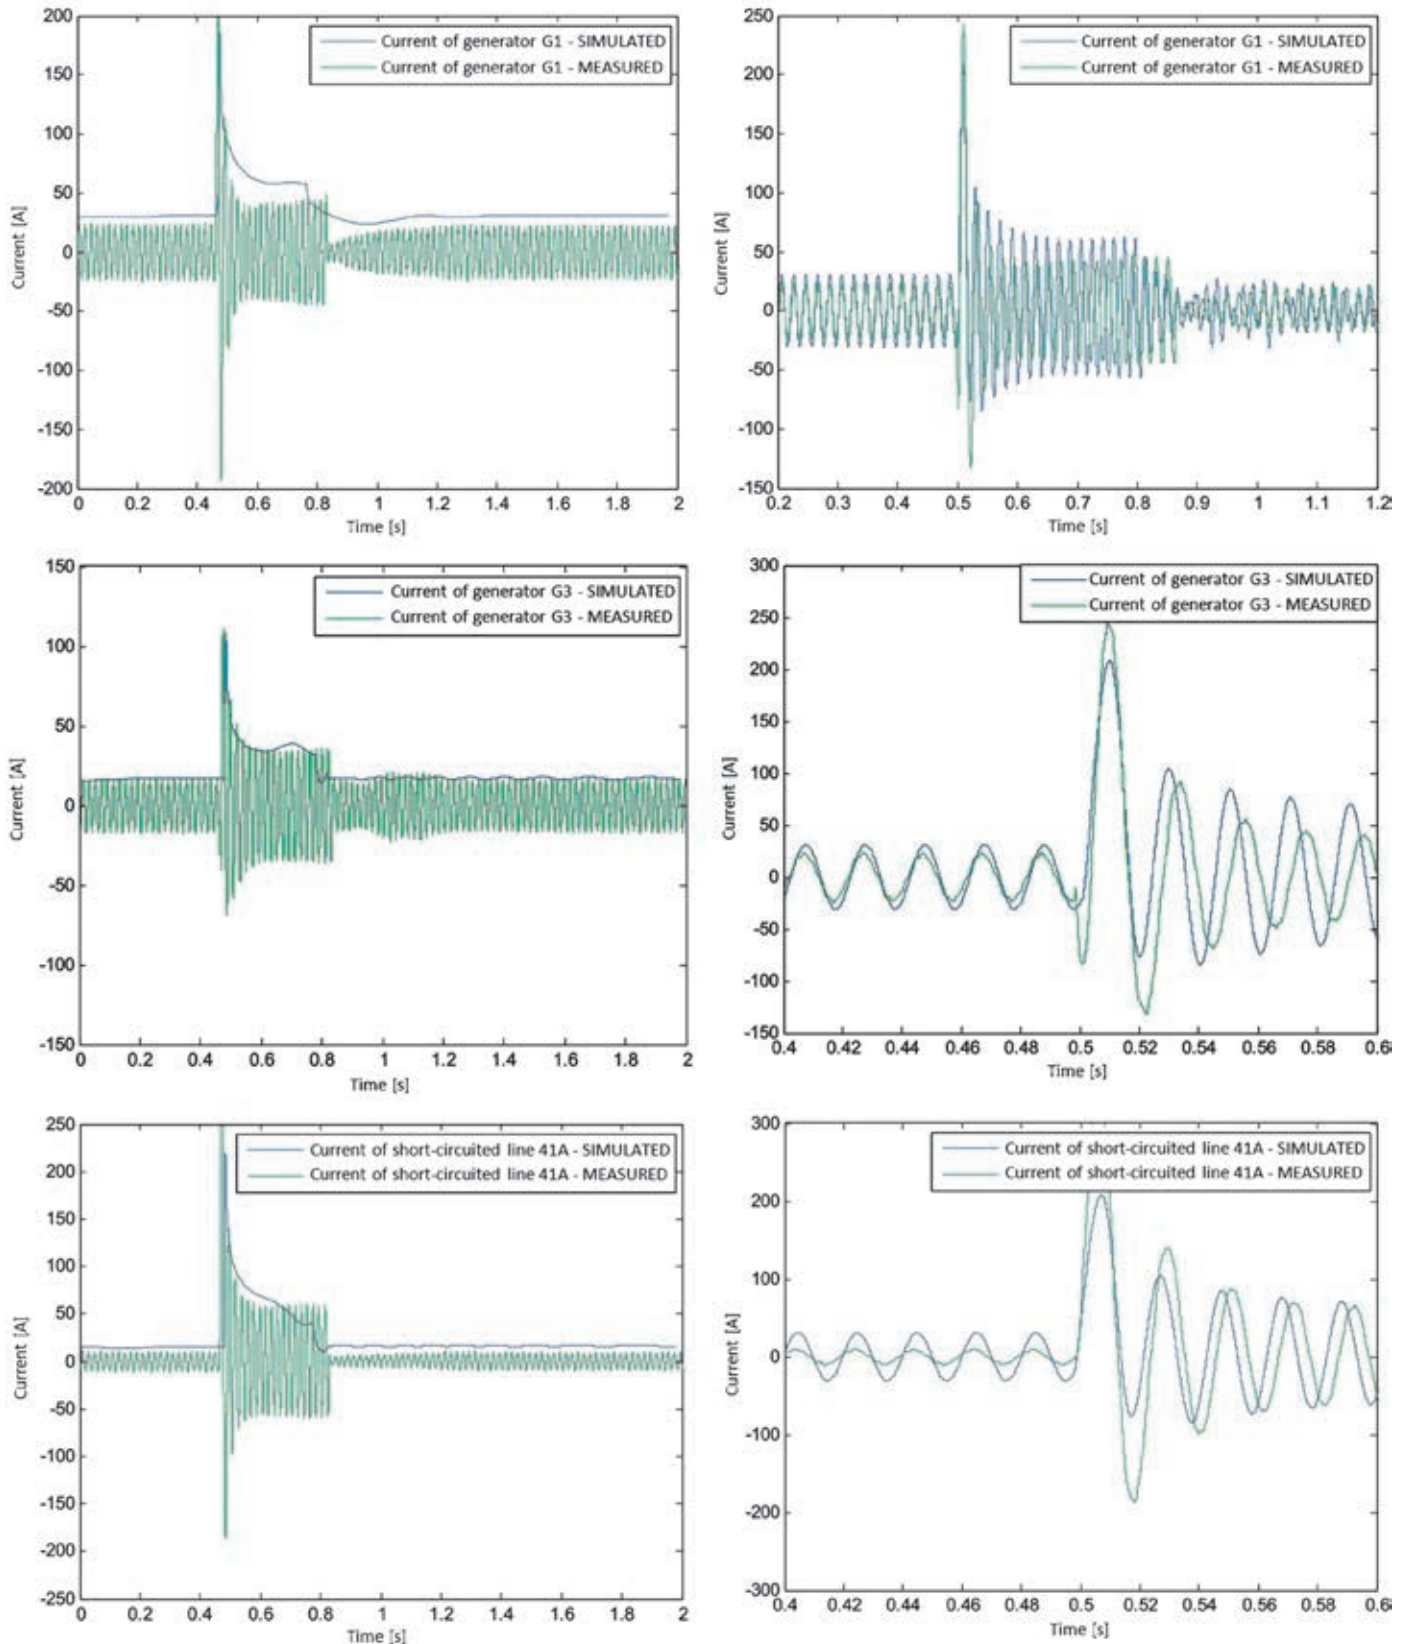 200
150
100
50
0
-50
-100
-150
-200
Current [A]
Current of generator G1 - SIMULATED
Current of generator G1 - MEASURED
0 0.2 0.4 0.6 0.8 1 1.2 1.4 1.6 1.8 2
Time [s]
250
200
150
100
50
0
-50
-100
-150
Current [A]
Current of generator G1 - SIMULATED
Current of generator G1 - MEASURED
0.2 0.3 0.4 0.5 0.6 0.7 0.8 0.9 1 1.1 1.2
Time [s]
150
100
50
0
-50
-100
-150
Current [A]
Current of generator G3 - SIMULATED
Current of generator G3 - MEASURED
0 0.2 0.4 0.6 0.8 1 1.2 1.4 1.6 1.8 2
Time [s]
300
250
200
150
100
50
0
-50
-100
-150
Current [A]
Current of generator G3 - SIMULATED
Current of generator G3 - MEASURED
0.4 0.42 0.44 0.46 0.48 0.5 0.52 0.54 0.56 0.58
Time [s]
250
200
150
100
50
0
-50
-100
-150
-200
-250
Current [A]
Current of short-circuited line 41A - SIMULATED
Current of short-circuited line 41A - MEASURED
0 0.2 0.4 0.6 0.8 1 1.2 1.4 1.6 1.8 2
Time [s]
300
200
100
0
-100
-200
-300
Current [A]
Current of short-circuited line 41A - SIMULATED
Current of short-circuited line 41A - MEASURED
0.4 0.42 0.44 0.46 0.48 0.5 0.52 0.54 0.56 0.58
Time [s]